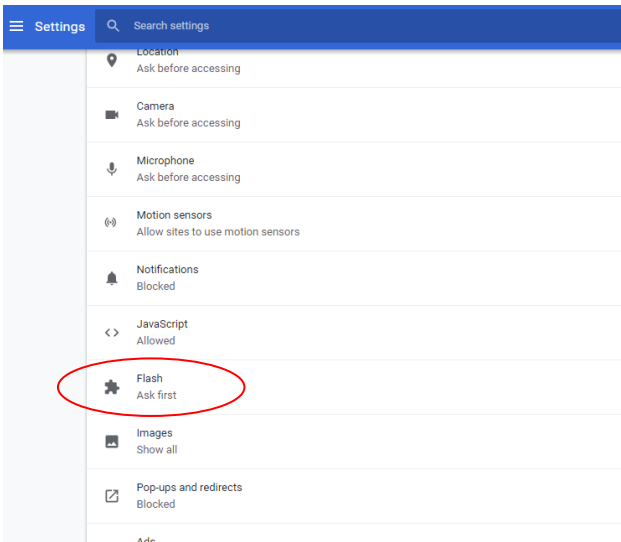 Settings
Search settings
Location
Ask before accessing
Camera
Ask before accessing
Microphone
Ask before accessing
Motion sensors
Allow sites to use motion sensors
Notifications
Blocked
JavaScript
Allowed
Flash
Ask first
Images
Show all
Pop-ups and redirects
Blocked
Ads